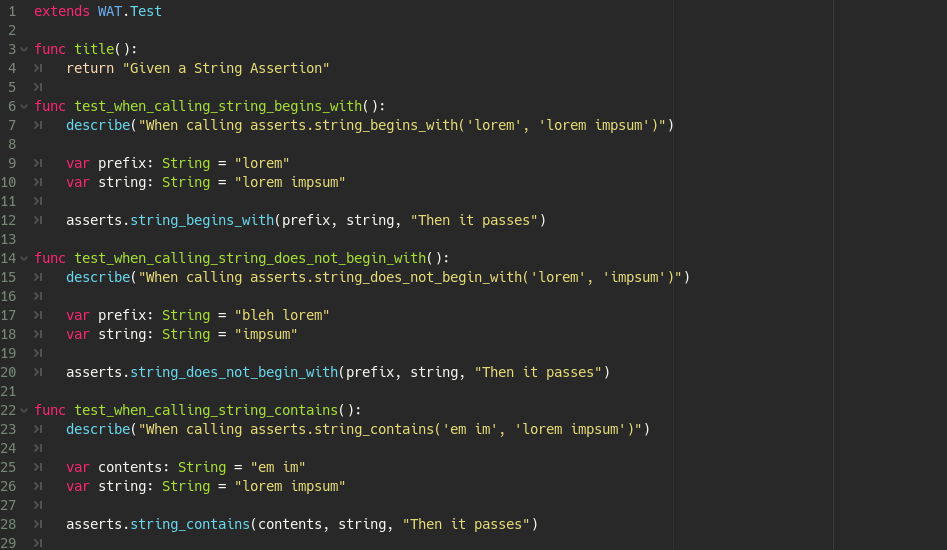 1 extends WAT.Test
2
3 func title():
4 return "Given a String Assertion"
5
6 func test_when_calling_string_begins_with():
7 describe("When calling asserts.string_begins_with('lorem', 'lorem impsum')")
8
9 var prefix: String = "lorem"
10 var string: String = "lorem impsum"
11
12 asserts.string_begins_with(prefix, string, "Then it passes")
13
14 func test_when_calling_string_does_not_begin_with():
15 describe("When calling asserts.string_does_not_begin_with('lorem', 'impsum')")
16
17 var prefix: String = "bleh lorem"
18 var string: String = "impsum"
19
20 asserts.string_does_not_begin_with(prefix, string, "Then it passes")
21
22 func test_when_calling_string_contains():
23 describe("When calling asserts.string_contains('em im', 'lorem impsum')")
24
25 var contents: String = "em im"
26 var string: String = "lorem impsum"
27
28 asserts.string_contains(contents, string, "Then it passes")
29